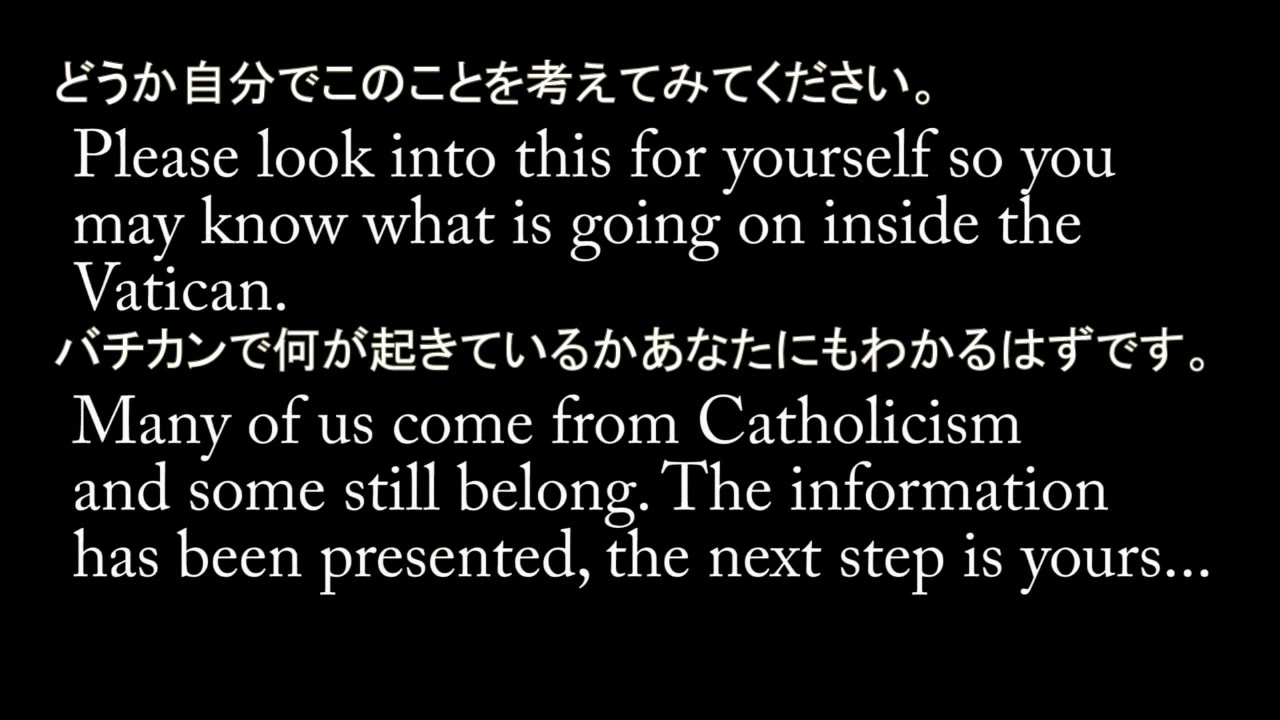 どうか自分でこのことを考えてみてください。
Please look into this for yourself so you
may know what is going on inside the
Vatican.
バチカンで何が起きているかあなたにもわかるはずです。
Many of us come from Catholicism
and some still belong. The information
has been presented, the next step is yours...